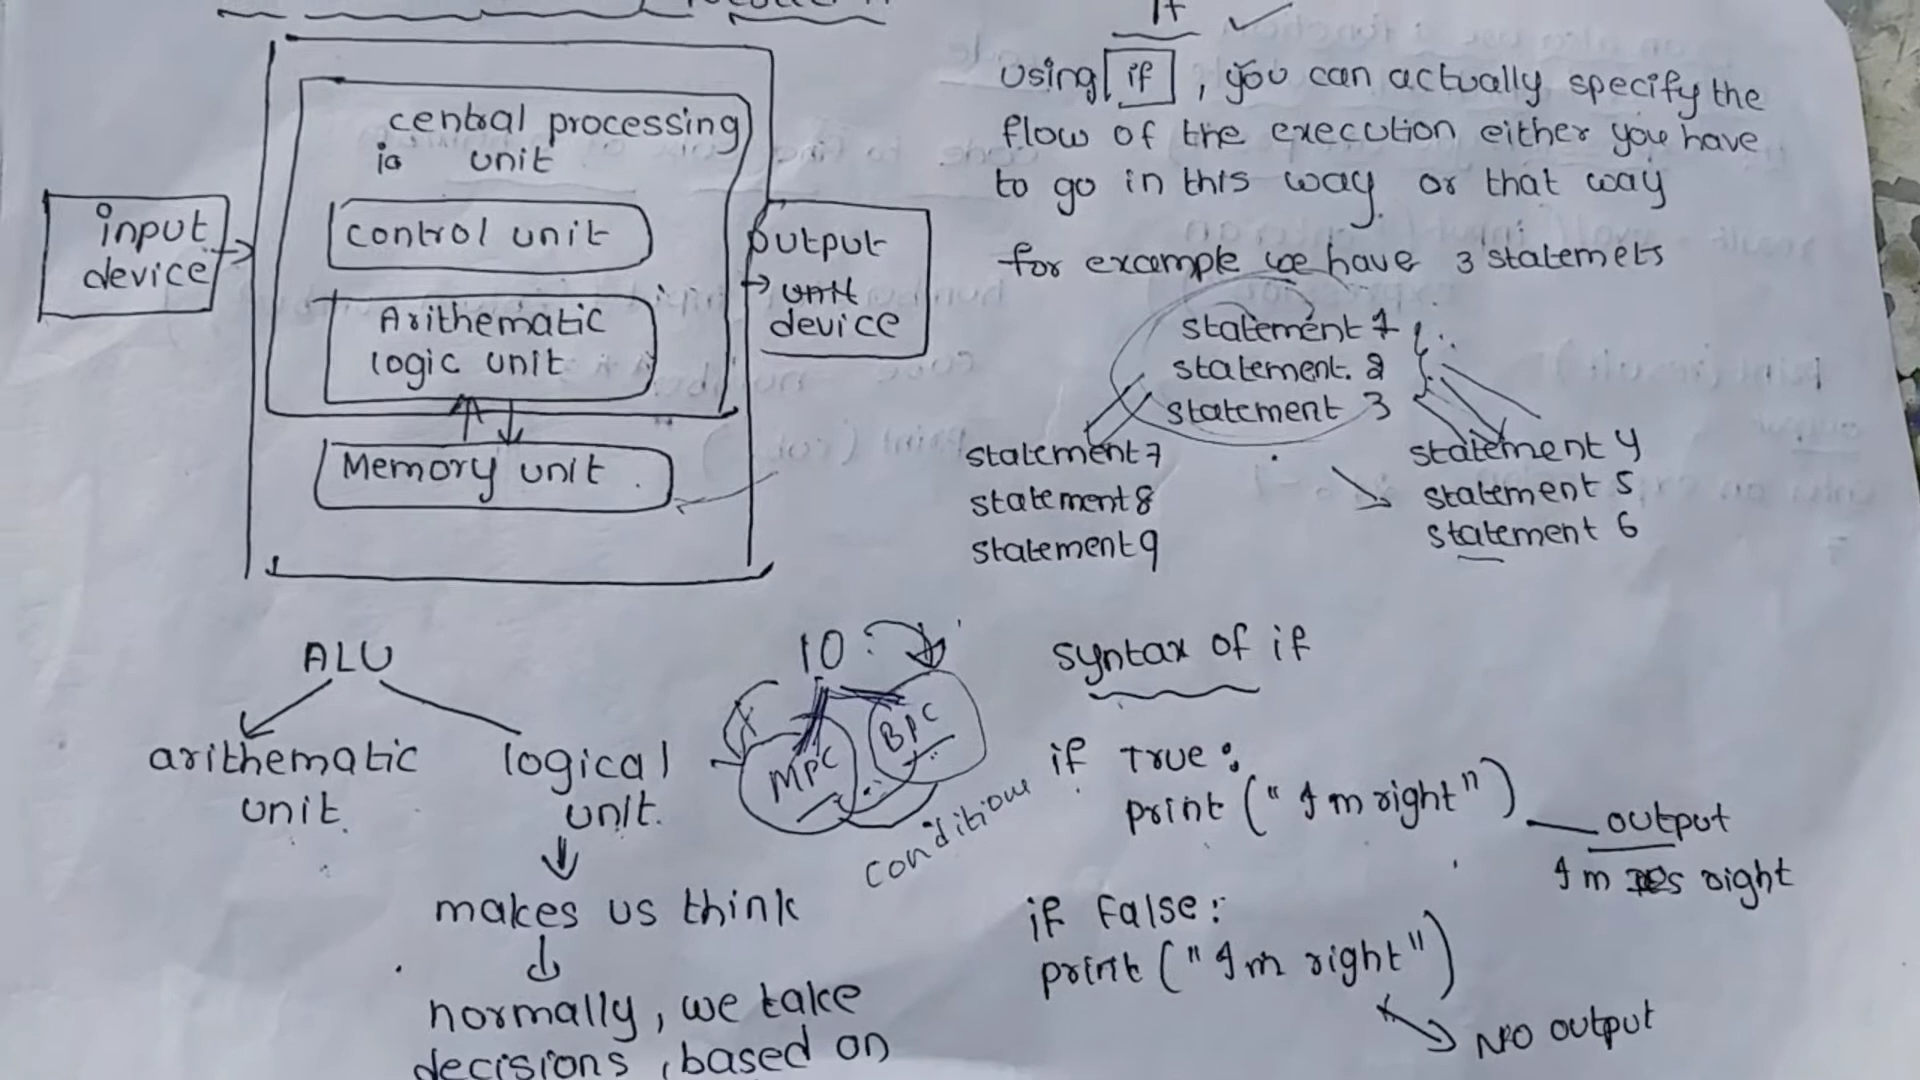 central processing
unit
input
device
control unit
Arithematic
logic unit
Memory unit
output
unit
device
ALU
arithematic
unit.
logical
unit.
makes us think
normally, we take
decisions, based on
10
MPC
BPC
condition
If
Using if, you can actually specify the
flow of the execution either you have
to go in this way or that way
for example we have 3 statemets
statement 1
statement. 2
statement 3
statement 7
statement 8
statement 9
statement 4
statement 5
statement 6
syntax of if
if True:
print ("I m right")
output
I m right
if False:
print ("I m right")
NO output